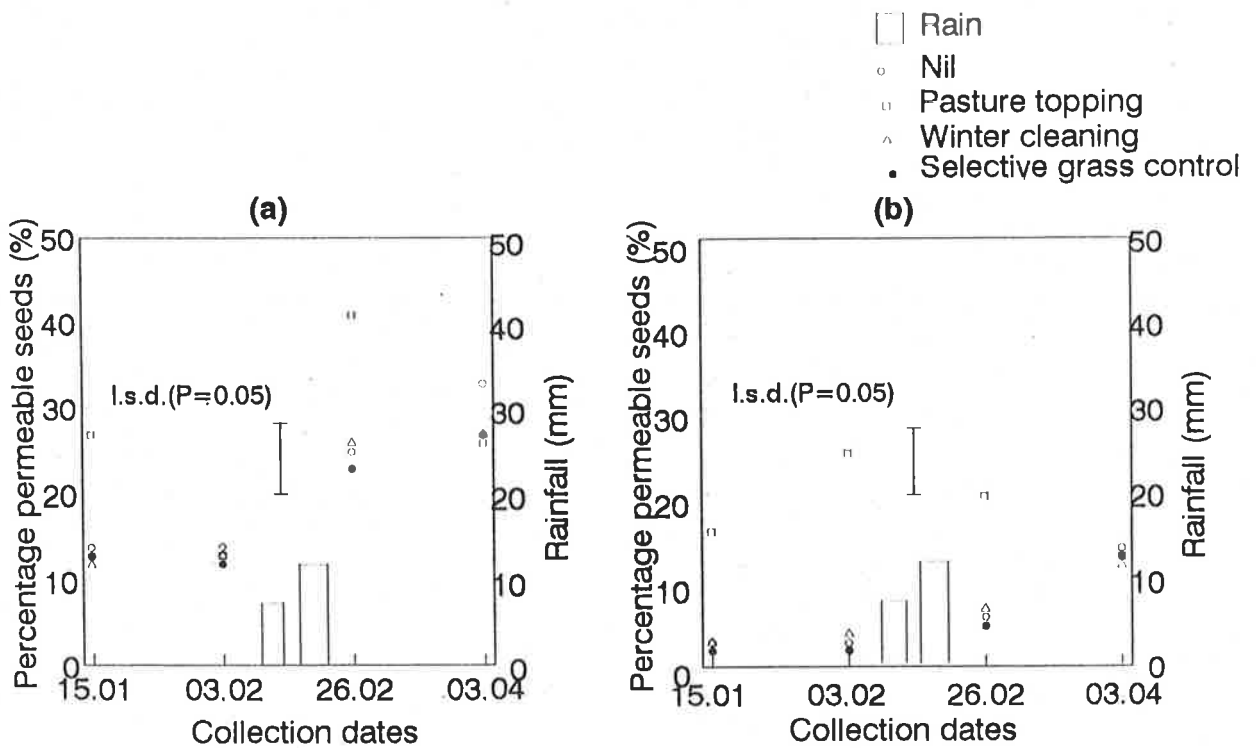 Rain
Nil
Pasture topping
Winter cleaning
Selective grass control
(a)
Percentage permeable seeds (%)
50
40
30
20
10
0
l.s.d.(P=0.05)
50
40
30
20
10
0
Rainfall (mm)
15.01 03.02 26.02 03.04
Collection dates
(b)
Percentage permeable seeds (%)
50
40
30
20
10
0
l.s.d.(P=0.05)
50
40
30
20
10
0
Rainfall (mm)
15.01 03.02 26.02 03.04
Collection dates